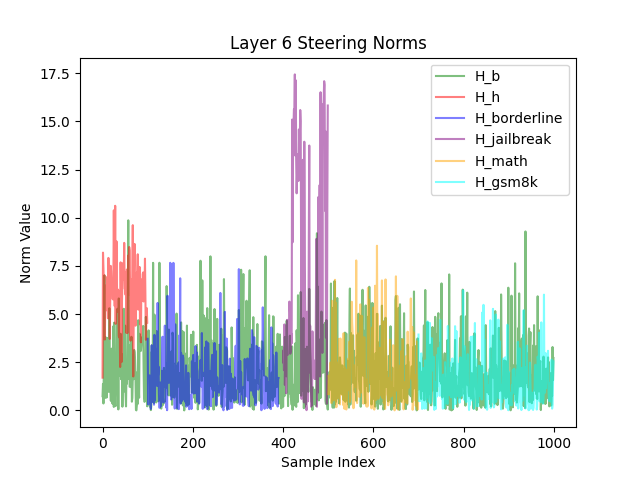 Layer 6 Steering Norms
17.5
15.0
12.5
10.0
7.5
5.0
2.5
0.0
Norm Value
H_b
H_h
H_borderline
H_jailbreak
H_math
H_gsm8k
0 200 400 600 800 1000
Sample Index